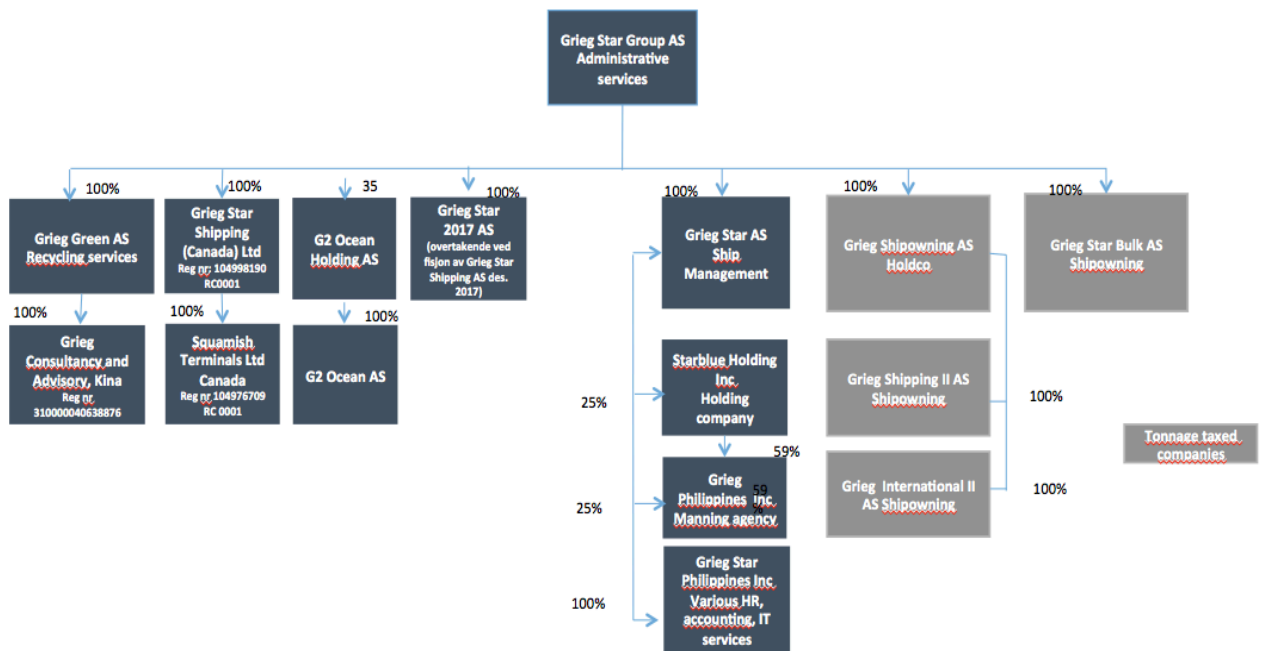 Grieg Star Group AS
Administrative
services
100%
100%
35
100%
100%
100%
100%
Grieg Green AS
Recycling services
Grieg Star
Shipping
(Canada) Ltd
Reg nr: 104998190
RC0001
G2 Ocean
Holding AS
Grieg Star
2017 AS
(overtakende ved
fisjon av Grieg Star
Shipping AS des.
2017)
Grieg Star AS
Ship
Management
Grieg Shipowning AS
Holdco
Grieg Star Bulk AS
Shipowning
100%
100%
100%
Grieg
Consultancy and
Advisory, Kina
Reg nr
310000040638876
Squamish
Terminals Ltd
Canada
Reg nr 104976709
RC 0001
G2 Ocean AS
25%
Starblue Holding
Inc
Holding
company
Grieg Shipping II AS
Shipowning
100%
Tonnage taxed
companies
59%
25%
Grieg
Philippines Inc
Manning agency
59
%
Grieg International II
AS Shipowning
100%
100%
Grieg Star
Philippines Inc
Various HR,
accounting, IT
services